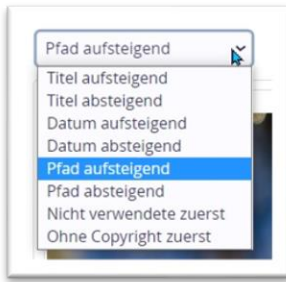 Pfad aufsteigend
Titel aufsteigend
Titel absteigend
Datum aufsteigend
Datum absteigend
Pfad aufsteigend
Pfad absteigend
Nicht verwendete zuerst
Ohne Copyright zuerst